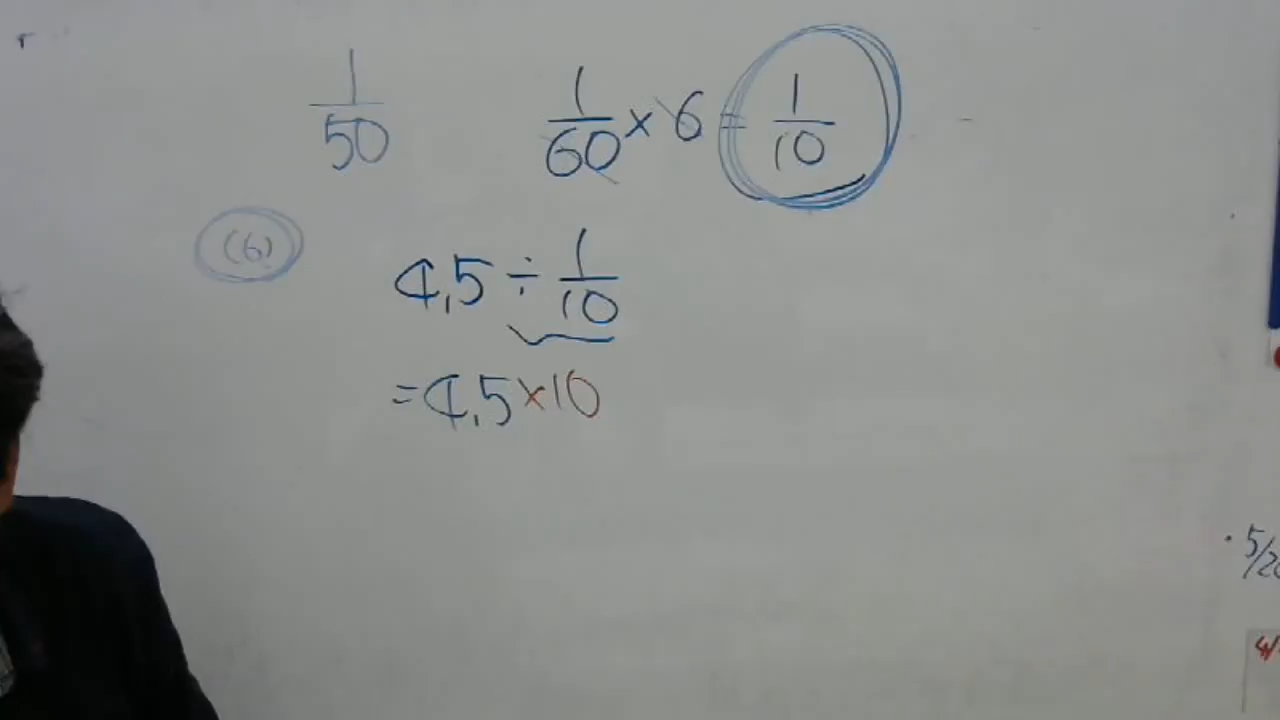 1/50
1/60 × 6 = 1/10
(6)
4,5 ÷ 1/10
= 4,5 × 10